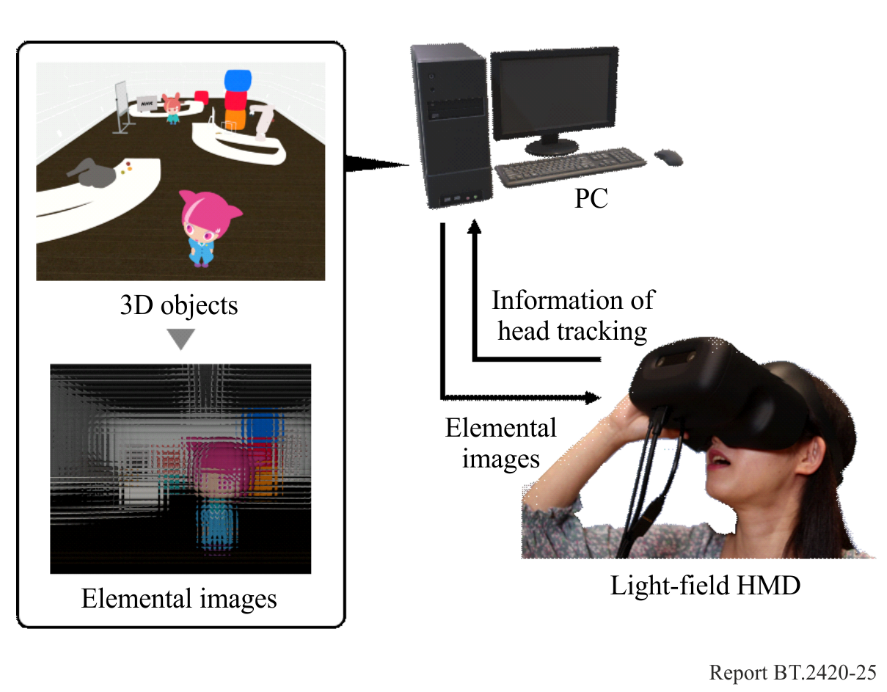 PC
3D objects
Information of
head tracking
Elemental
images
Elemental images
Light-field HMD
Report BT.2420-25